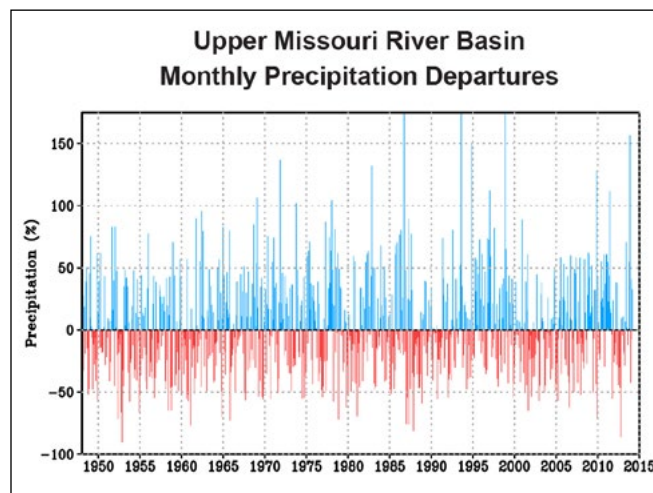 Upper Missouri River Basin
Monthly Precipitation Departures
Precipitation (%)
150
100
50
0
−50
−100
1950 1955 1960 1965 1970 1975 1980 1985 1990 1995 2000 2005 2010 2015